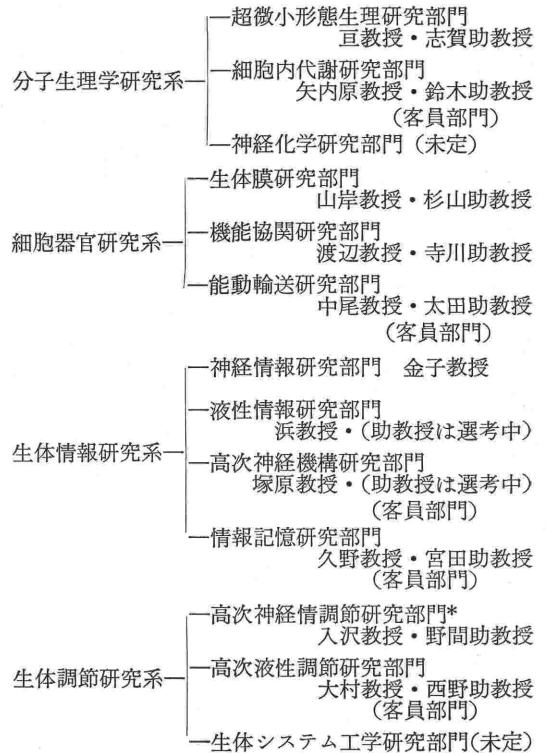 分子生理学研究系
超微小形態生理研究部門
亘教授・志賀助教授
細胞内代謝研究部門
矢内原教授・鈴木助教授
（客員部門）
神経化学研究部門（未定）
細胞器官研究系
生体膜研究部門
山岸教授・杉山助教授
機能協関研究部門
渡辺教授・寺川助教授
能動輸送研究部門
中尾教授・太田助教授
（客員部門）
生体情報研究系
神経情報研究部門　金子教授
液性情報研究部門
浜教授・（助教授は選考中）
高次神経機構研究部門
塚原教授・（助教授は選考中）
（客員部門）
情報記憶研究部門
久野教授・宮田助教授
（客員部門）
生体調節研究系
高次神経情調節研究部門*
入沢教授・野間助教授
高次液性調節研究部門
大村教授・西野助教授
（客員部門）
生体システム工学研究部門（未定）